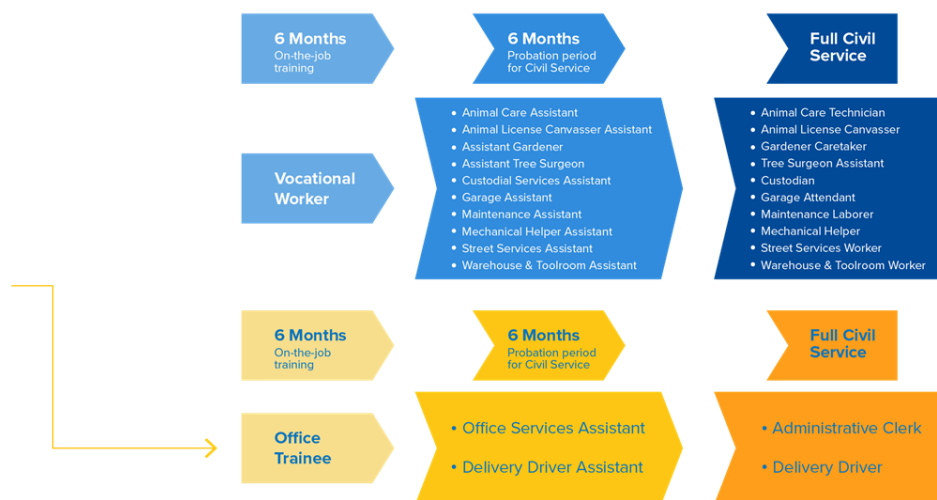 6 Months
On-the-job
training
6 Months
Probation period
for Civil Service
Full Civil
Service
Vocational
Worker
• Animal Care Assistant
• Animal License Canvasser Assistant
• Assistant Gardener
• Assistant Tree Surgeon
• Custodial Services Assistant
• Garage Assistant
• Maintenance Assistant
• Mechanical Helper Assistant
• Street Services Assistant
• Warehouse & Toolroom Assistant
• Animal Care Technician
• Animal License Canvasser
• Gardener Caretaker
• Tree Surgeon Assistant
• Custodian
• Garage Attendant
• Maintenance Laborer
• Mechanical Helper
• Street Services Worker
• Warehouse & Toolroom Worker
6 Months
On-the-job
training
6 Months
Probation period
for Civil Service
Full Civil
Service
Office
Trainee
• Office Services Assistant
• Delivery Driver Assistant
• Administrative Clerk
• Delivery Driver